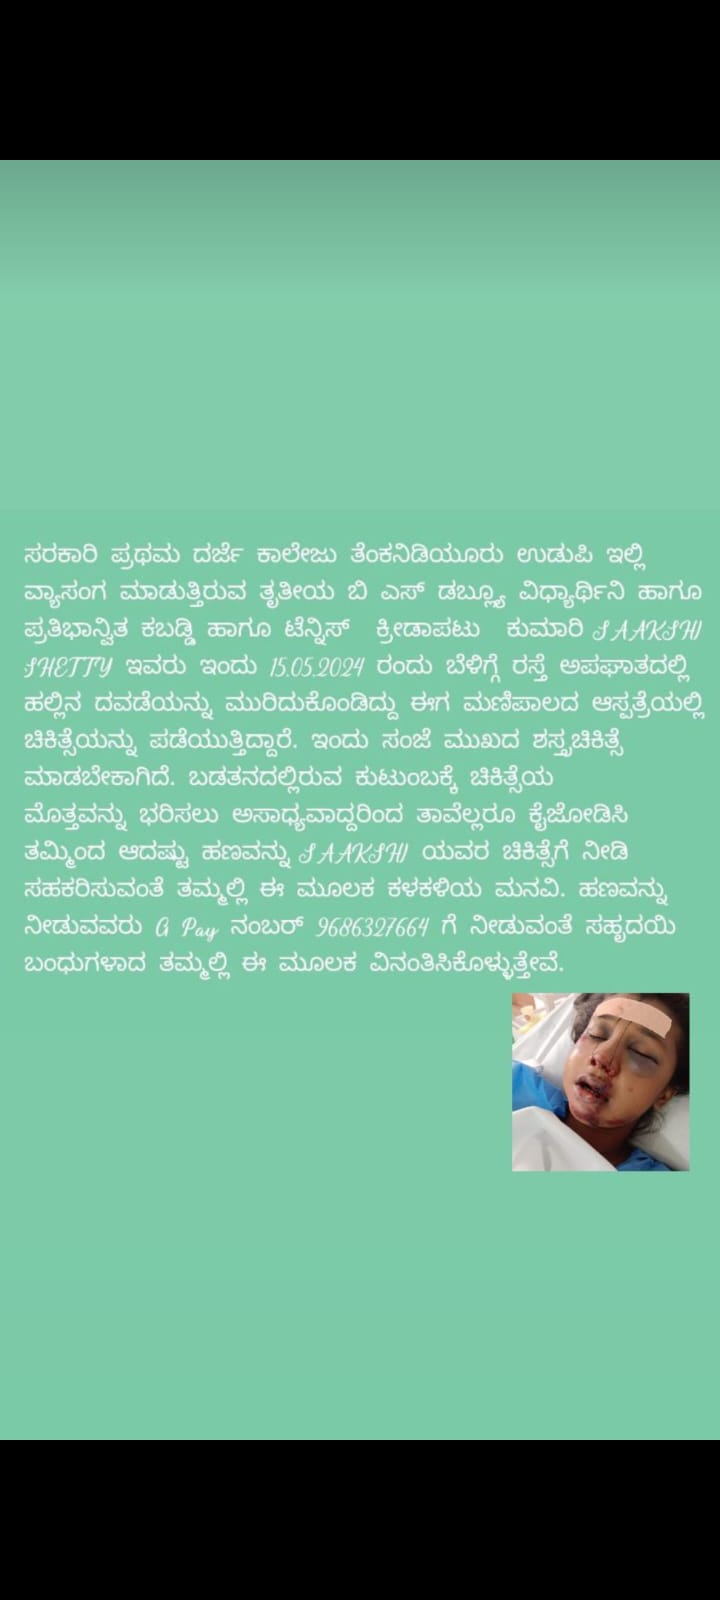 ಸರಕಾರಿ ಪ್ರಥಮ ದರ್ಜೆ ಕಾಲೇಜು ತೆಂಕನಿಡಿಯೂರು ಉಡುಪಿ ಇಲ್ಲಿ
ವ್ಯಾಸಂಗ ಮಾಡುತ್ತಿರುವ ತೃತೀಯ ಬಿ ಎಸ್ ಡಬ್ಲ್ಯೂ ವಿಧ್ಯಾರ್ಥಿನಿ ಹಾಗೂ
ಪ್ರತಿಭಾನ್ವಿತ ಕಬಡ್ಡಿ ಹಾಗೂ ಟೆನ್ನಿಸ್ ಕ್ರೀಡಾಪಟು ಕುಮಾರಿ SAAKSHI
SHETTY ಇವರು ಇಂದು 15.05.2024 ರಂದು ಬೆಳಿಗ್ಗೆ ರಸ್ತೆ ಅಪಘಾತದಲ್ಲಿ
ಹಲ್ಲಿನ ದವಡೆಯನ್ನು ಮುರಿದುಕೊಂಡಿದ್ದು ಈಗ ಮಣಿಪಾಲದ ಆಸ್ಪತ್ರೆಯಲ್ಲಿ
ಚಿಕಿತ್ಸೆಯನ್ನು ಪಡೆಯುತ್ತಿದ್ದಾರೆ. ಇಂದು ಸಂಜೆ ಮುಖದ ಶಸ್ತ್ರಚಿಕಿತ್ಸೆ
ಮಾಡಬೇಕಾಗಿದೆ. ಬಡತನದಲ್ಲಿರುವ ಕುಟುಂಬಕ್ಕೆ ಚಿಕಿತ್ಸೆಯ
ಮೊತ್ತವನ್ನು ಭರಿಸಲು ಅಸಾಧ್ಯವಾದ್ದರಿಂದ ತಾವೆಲ್ಲರೂ ಕೈಜೋಡಿಸಿ
ತಮ್ಮಿಂದ ಆದಷ್ಟು ಹಣವನ್ನು SAAKSHI ಯವರ ಚಿಕಿತ್ಸೆಗೆ ನೀಡಿ
ಸಹಕರಿಸುವಂತೆ ತಮ್ಮಲ್ಲಿ ಈ ಮೂಲಕ ಕಳಕಳಿಯ ಮನವಿ. ಹಣವನ್ನು
ನೀಡುವವರು G Pay ನಂಬರ್ 9686327664 ಗೆ ನೀಡುವಂತೆ ಸಹೃದಯಿ
ಬಂಧುಗಳಾದ ತಮ್ಮಲ್ಲಿ ಈ ಮೂಲಕ ವಿನಂತಿಸಿಕೊಳ್ಳುತ್ತೇವೆ.